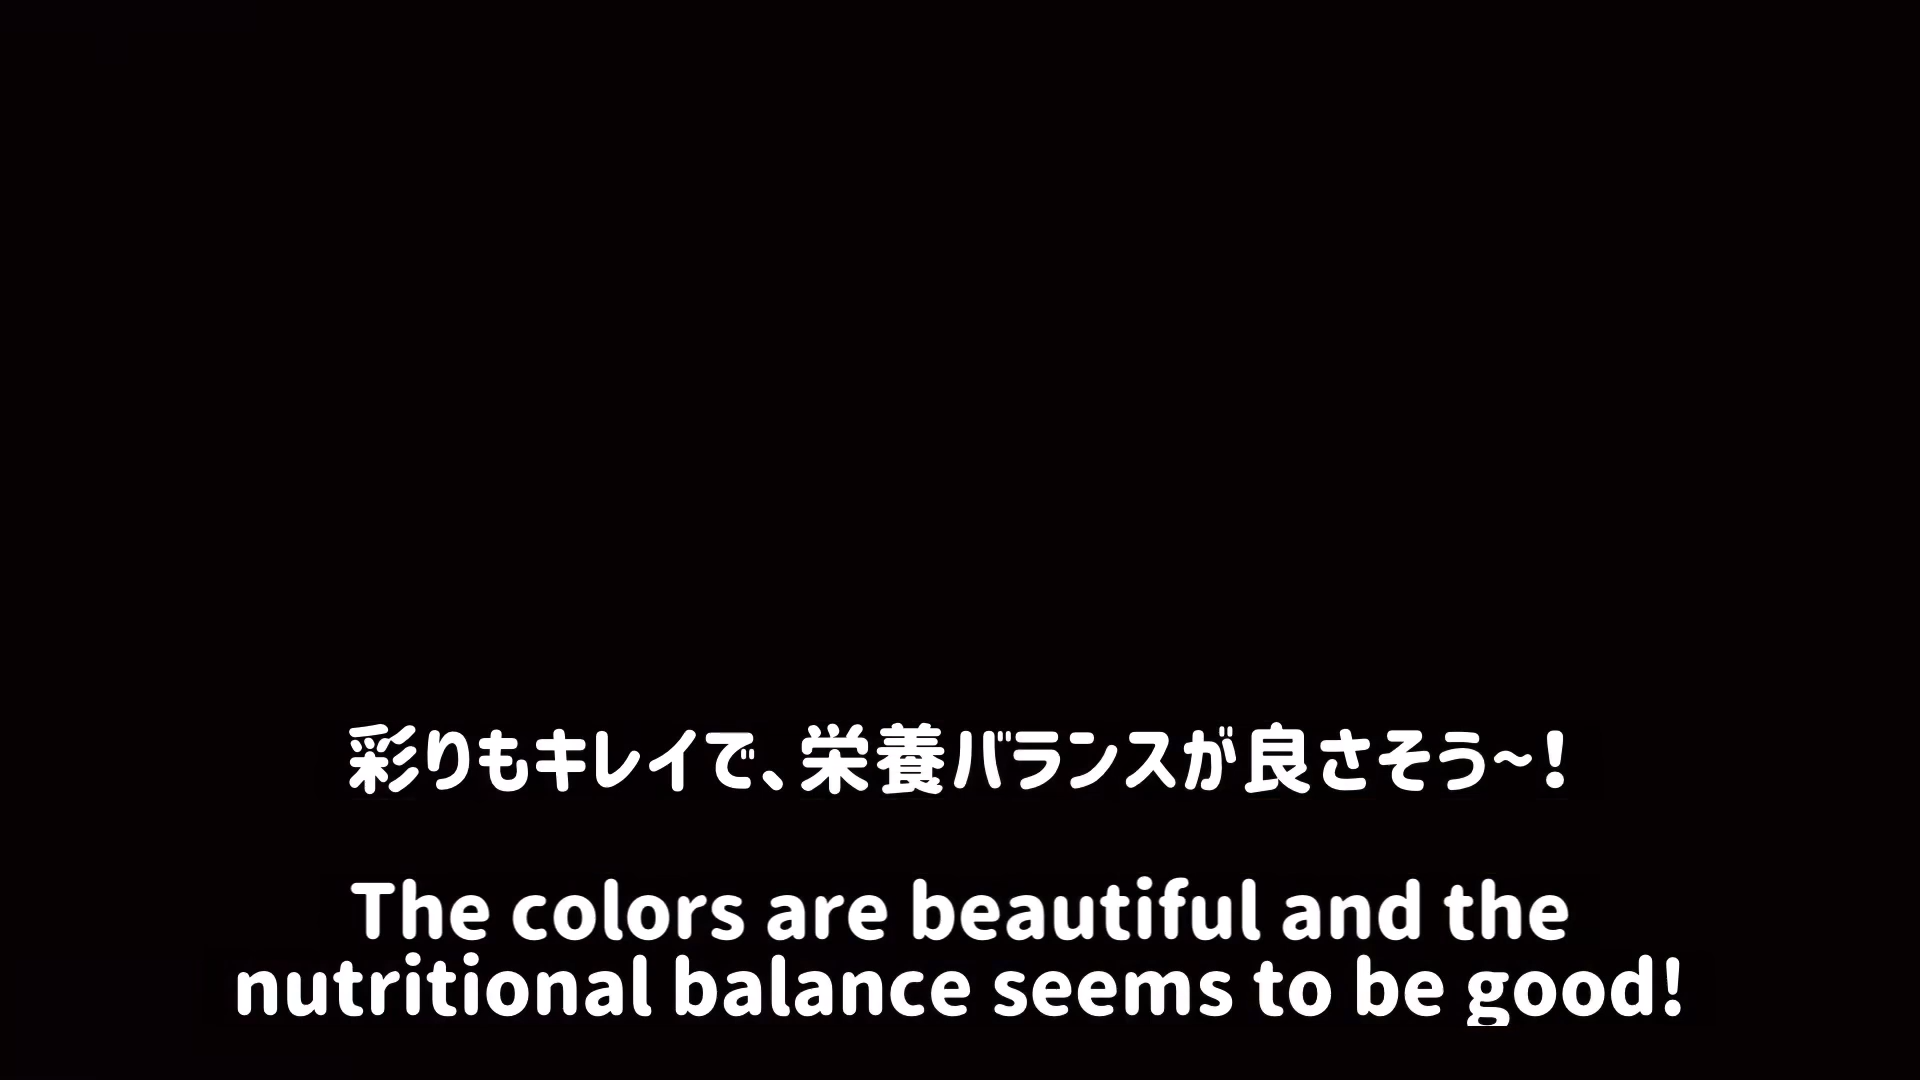 彩りもキレイで、栄養バランスが良さそう～！
The colors are beautiful and the
nutritional balance seems to be good!